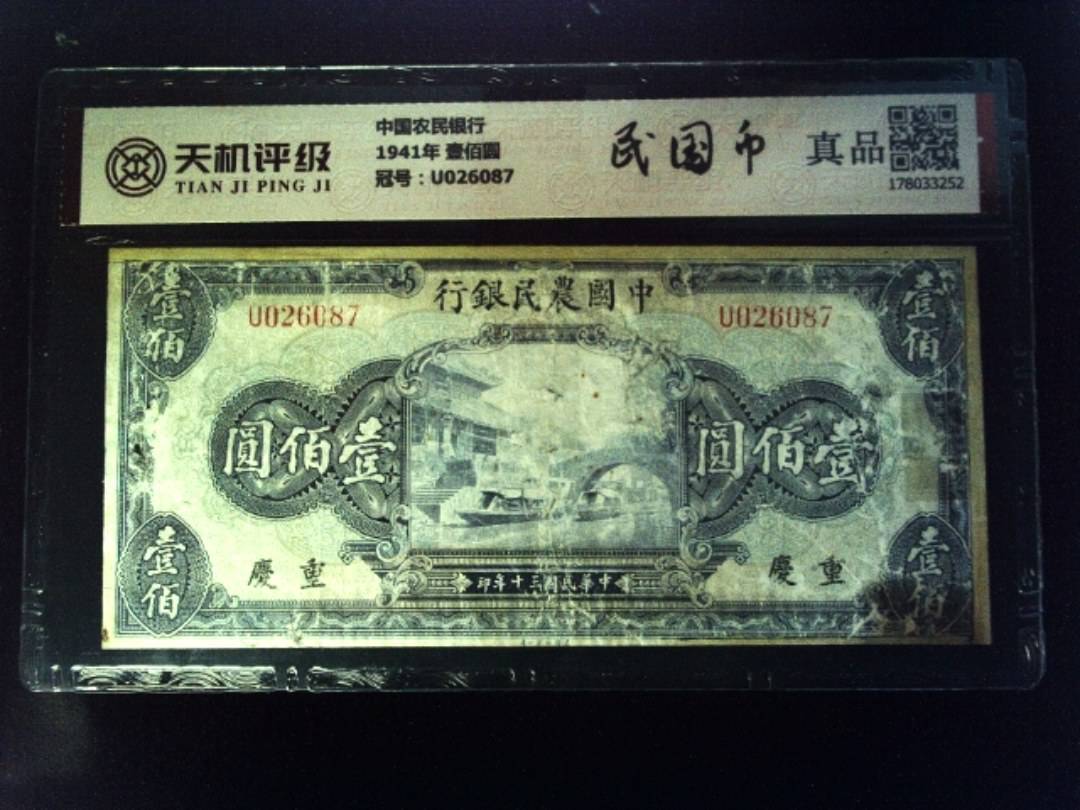 天机评级
TIAN JI PING JI
中国农民银行
1941年 壹佰圆
冠号：U026087
民国币
真品
178033252
行銀民農國中
U026087
U026087
壹佰
壹佰
圓佰壹
圓佰壹
慶重
慶重
印年十三國民華中
壹佰
壹佰